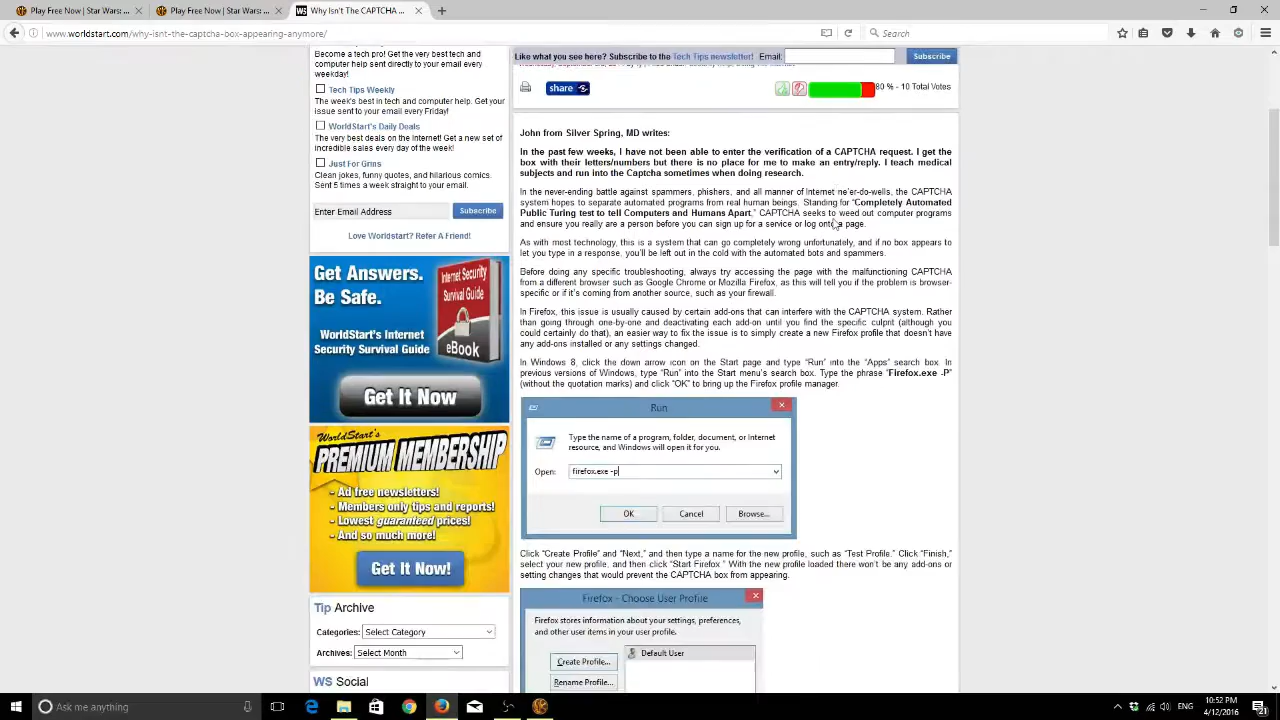 Play Now | Star Wars ...
Play Now | Star Wars ...
WS Why Isn't The CAPTCHA ...
www.worldstart.com/why-isnt-the-captcha-box-appearing-anymore/
Search
Become a tech pro! Get the very best tech and
computer help sent directly to your email every
weekday!
Tech Tips Weekly
The week's best in tech and computer help. Get your
issue sent to your email every Friday!
WorldStart's Daily Deals
The very best deals on the Internet! Get a new set of
incredible sales every day of the week!
Just For Grins
Clean jokes, funny quotes, and hilarious comics.
Sent 5 times a week straight to your email.
Enter Email Address
Subscribe
Love Worldstart? Refer A Friend!
Get Answers.
Be Safe.
WorldStart's Internet
Security Survival Guide
Internet Security
Survival Guide
eBook
Get It Now
WorldStart's
PREMIUM MEMBERSHIP
- Ad free newsletters!
- Members only tips and reports!
- Lowest guaranteed prices!
- And so much more!
Get It Now!
Tip Archive
Categories: Select Category
Archives: Select Month
WS Social
Like what you see here? Subscribe to the Tech Tips newsletter! Email:
Subscribe
share
80 % - 10 Total Votes
John from Silver Spring, MD writes:
In the past few weeks, I have not been able to enter the verification of a CAPTCHA request. I get the
box with their letters/numbers but there is no place for me to make an entry/reply. I teach medical
subjects and run into the Captcha sometimes when doing research.
In the never-ending battle against spammers, phishers, and all manner of Internet ne'er-do-wells, the CAPTCHA
system hopes to separate automated programs from real human beings. Standing for "Completely Automated
Public Turing test to tell Computers and Humans Apart," CAPTCHA seeks to weed out computer programs
and ensure you really are a person before you can sign up for a service or log onto a page.
As with most technology, this is a system that can go completely wrong unfortunately, and if no box appears to
let you type in a response, you'll be left out in the cold with the automated bots and spammers.
Before doing any specific troubleshooting, always try accessing the page with the malfunctioning CAPTCHA
from a different browser such as Google Chrome or Mozilla Firefox, as this will tell you if the problem is browser-
specific or if it's coming from another source, such as your firewall.
In Firefox, this issue is usually caused by certain add-ons that can interfere with the CAPTCHA system. Rather
than going through one-by-one and deactivating each add-on until you find the specific culprit (although you
could certainly do that), an easier way to fix the issue is to simply create a new Firefox profile that doesn't have
any add-ons installed or any settings changed.
In Windows 8, click the down arrow icon on the Start page and type "Run" into the "Apps" search box. In
previous versions of Windows, type "Run" into the Start menu's search box. Type the phrase "Firefox.exe -P"
(without the quotation marks) and click "OK" to bring up the Firefox profile manager.
Run
Type the name of a program, folder, document, or Internet
resource, and Windows will open it for you.
Open: firefox.exe -p
OK Cancel Browse...
Click "Create Profile" and "Next," and then type a name for the new profile, such as "Test Profile." Click "Finish,"
select your new profile, and then click "Start Firefox." With the new profile loaded there won't be any add-ons or
setting changes that would prevent the CAPTCHA box from appearing.
Firefox - Choose User Profile
Firefox stores information about your settings, preferences,
and other user items in your user profile.
Create Profile...
Default User
Rename Profile...
Ask me anything
ENG
10:52 PM
4/12/2016